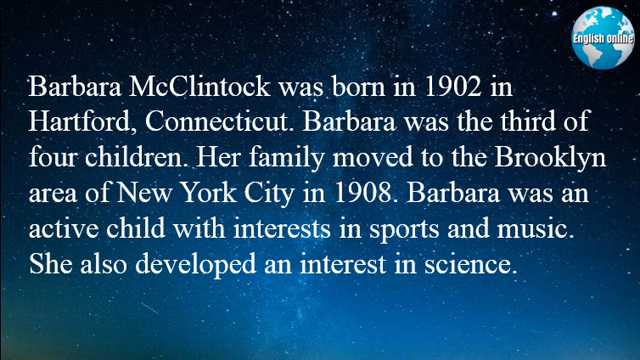 English Online
Barbara McClintock was born in 1902 in
Hartford, Connecticut. Barbara was the third of
four children. Her family moved to the Brooklyn
area of New York City in 1908. Barbara was an
active child with interests in sports and music.
She also developed an interest in science.